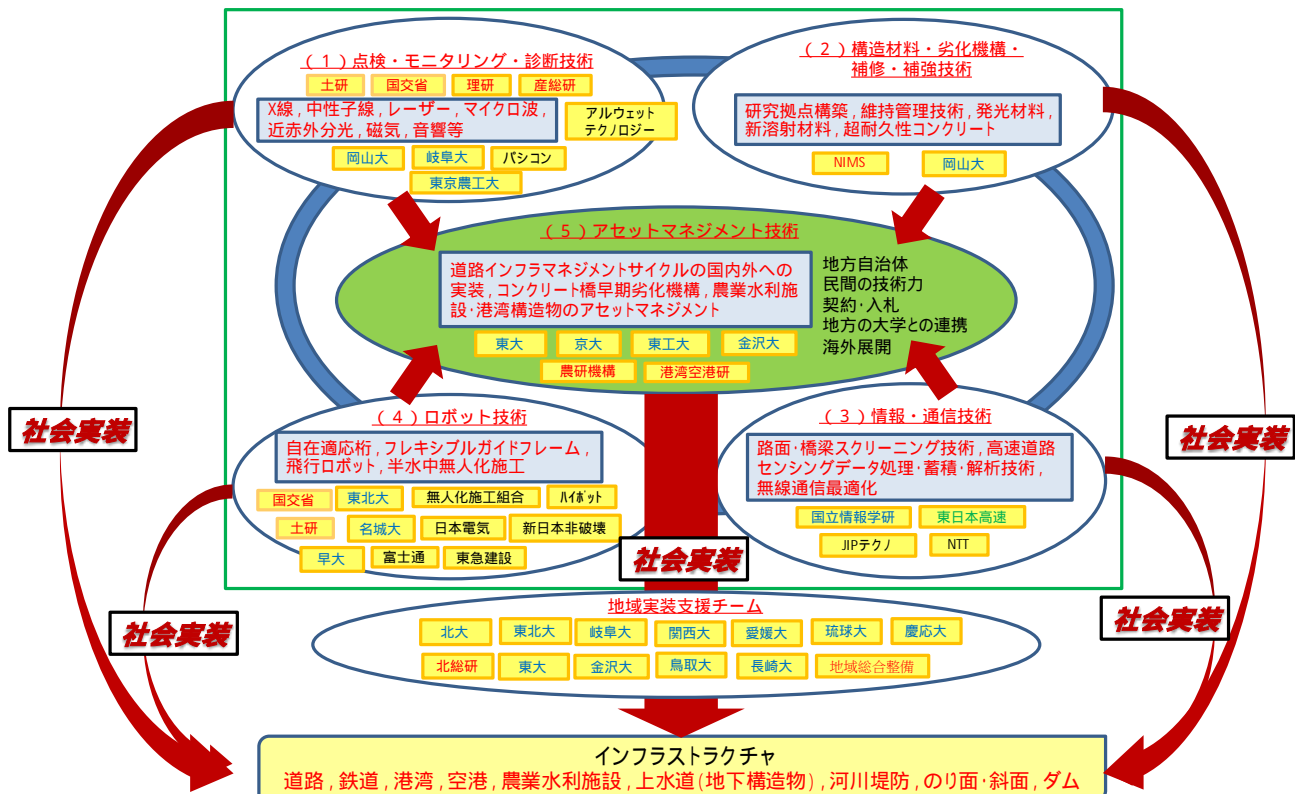 (1)点検・モニタリング・診断技術
土研 国交省 理研 産総研
X線,中性子線,レーザー,マイクロ波,
近赤外分光,磁気,音響等
アルウェット
テクノロジー
岡山大 岐阜大 パシコン
東京農工大
(2)構造材料・劣化機構・
補修・補強技術
研究拠点構築,維持管理技術,発光材料,
新溶射材料,超耐久性コンクリート
NIMS 岡山大
(5)アセットマネジメント技術
道路インフラマネジメントサイクルの国内外への
実装,コンクリート橋早期劣化機構,農業水利施
設・港湾構造物のアセットマネジメント
地方自治体
民間の技術力
契約・入札
地方の大学との連携
海外展開
東大 京大 東工大 金沢大
農研機構 港湾空港研
(4)ロボット技術
自在適応桁,フレキシブルガイドフレーム,
飛行ロボット,半水中無人化施工
国交省 東北大 無人化施工組合 ハイボット
土研 名城大 日本電気 新日本非破壊
早大 富士通 東急建設
(3)情報・通信技術
路面・橋梁スクリーニング技術,高速道路
センシングデータ処理・蓄積・解析技術,
無線通信最適化
国立情報学研 東日本高速
JIPテクノ NTT
社会実装
社会実装
社会実装
社会実装
社会実装
地域実装支援チーム
北大 東北大 岐阜大 関西大 愛媛大 琉球大 慶応大
北総研 東大 金沢大 鳥取大 長崎大 地域総合整備
インフラストラクチャ
道路,鉄道,港湾,空港,農業水利施設,上水道(地下構造物),河川堤防,のり面・斜面,ダム